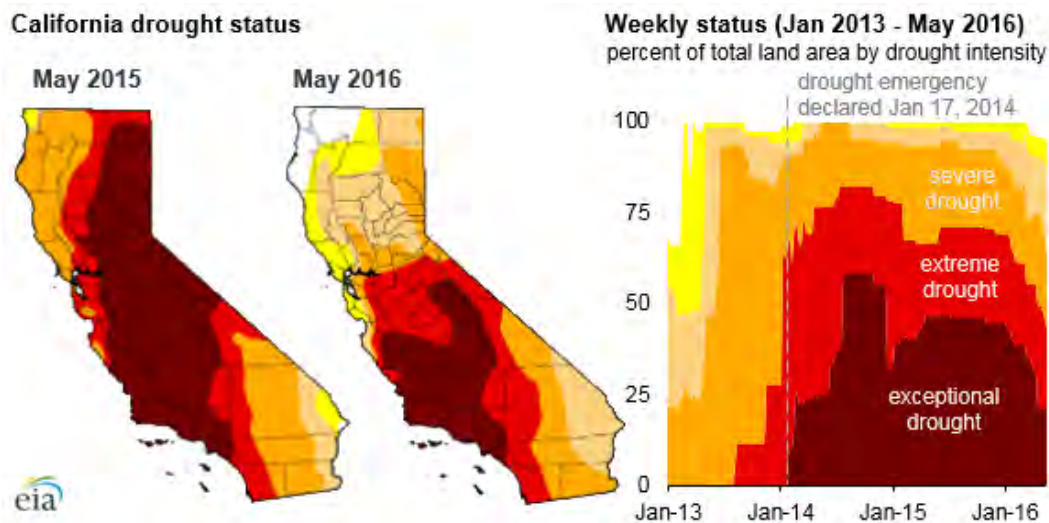 California drought status
May 2015
May 2016
eia
Weekly status (Jan 2013 - May 2016)
percent of total land area by drought intensity
drought emergency
declared Jan 17, 2014
100
75
50
25
0
severe
drought
extreme
drought
exceptional
drought
Jan-13 Jan-14 Jan-15 Jan-16